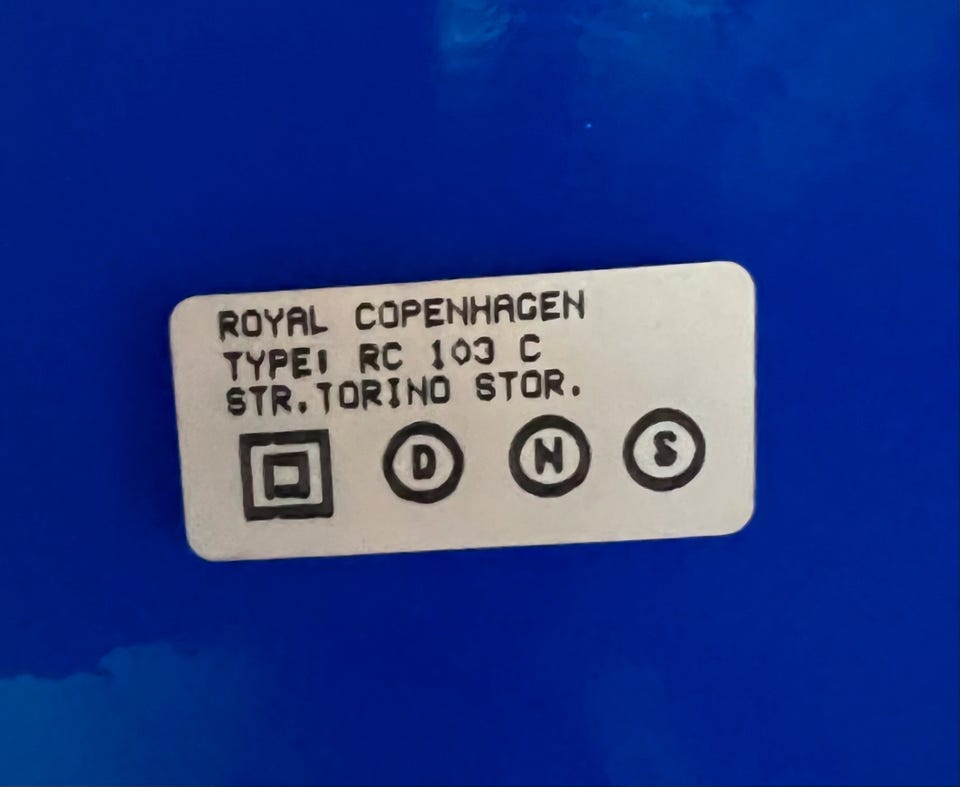 ROYAL COPENHAGEN
TYPE: RC 103 C
STR.TORINO STOR.
D N S